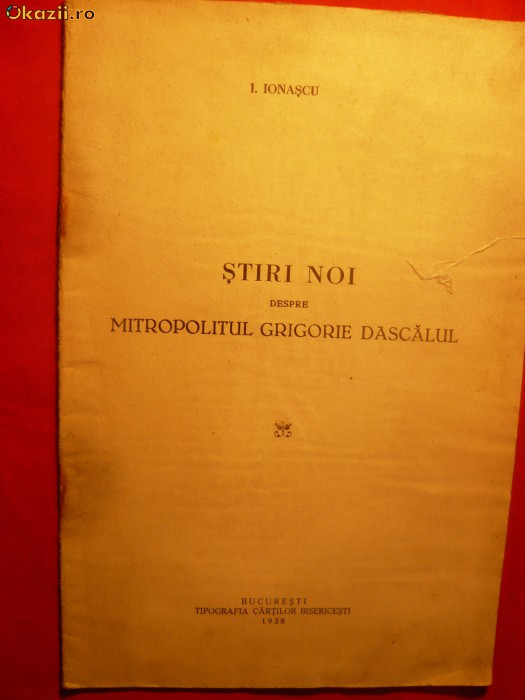 Okazii.ro
I. IONAȘCU
ȘTIRI NOI
DESPRE
MITROPOLITUL GRIGORIE DASCĂLUL
BUCUREȘTI
TIPOGRAFIA CĂRȚILOR BISERICEȘTI
1938